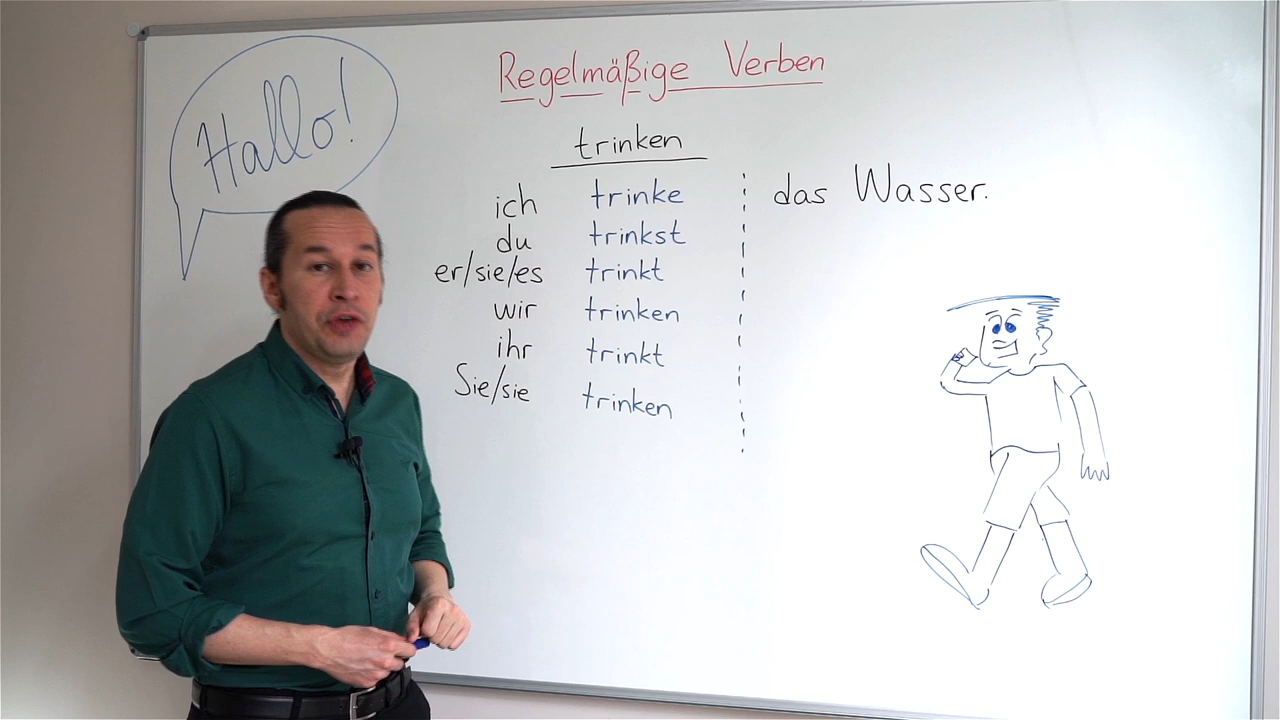 Hallo!
Regelmäßige Verben
trinken
ich trinke das Wasser.
du trinkst
er/sie/es trinkt
wir trinken
ihr trinkt
Sie/sie trinken